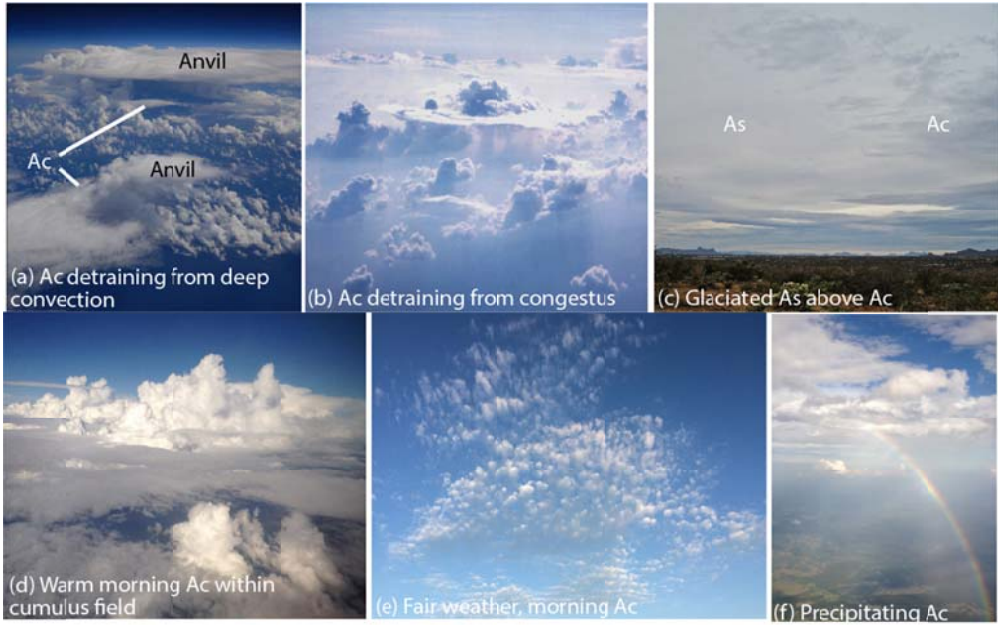 Anvil
Ac
Anvil
(a) Ac detraining from deep
convection
(b) Ac detraining from congestus
As
Ac
(c) Glaciated As above Ac
(d) Warm morning Ac within
cumulus field
(e) Fair weather, morning Ac
(f) Precipitating Ac